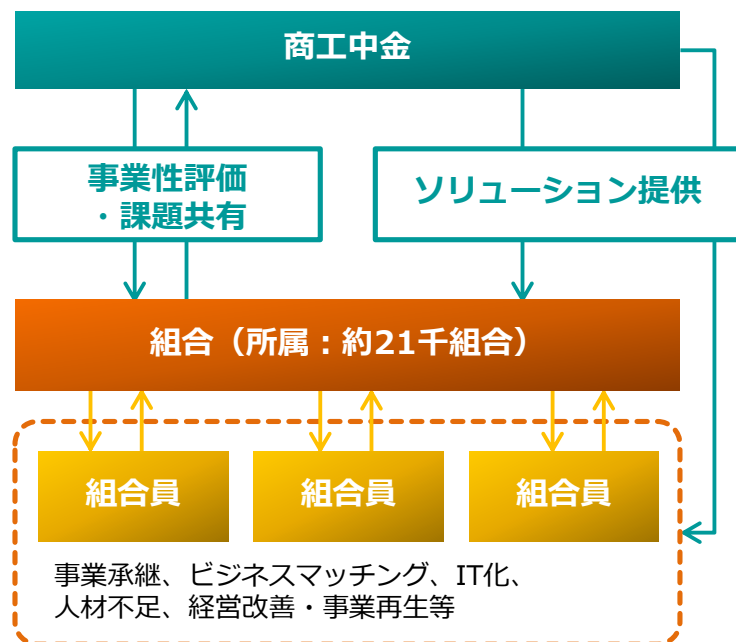 商工中金
事業性評価
・課題共有
ソリューション提供
組合（所属：約21千組合）
組合員
組合員
組合員
事業承継、ビジネスマッチング、IT化、
人材不足、経営改善・事業再生等